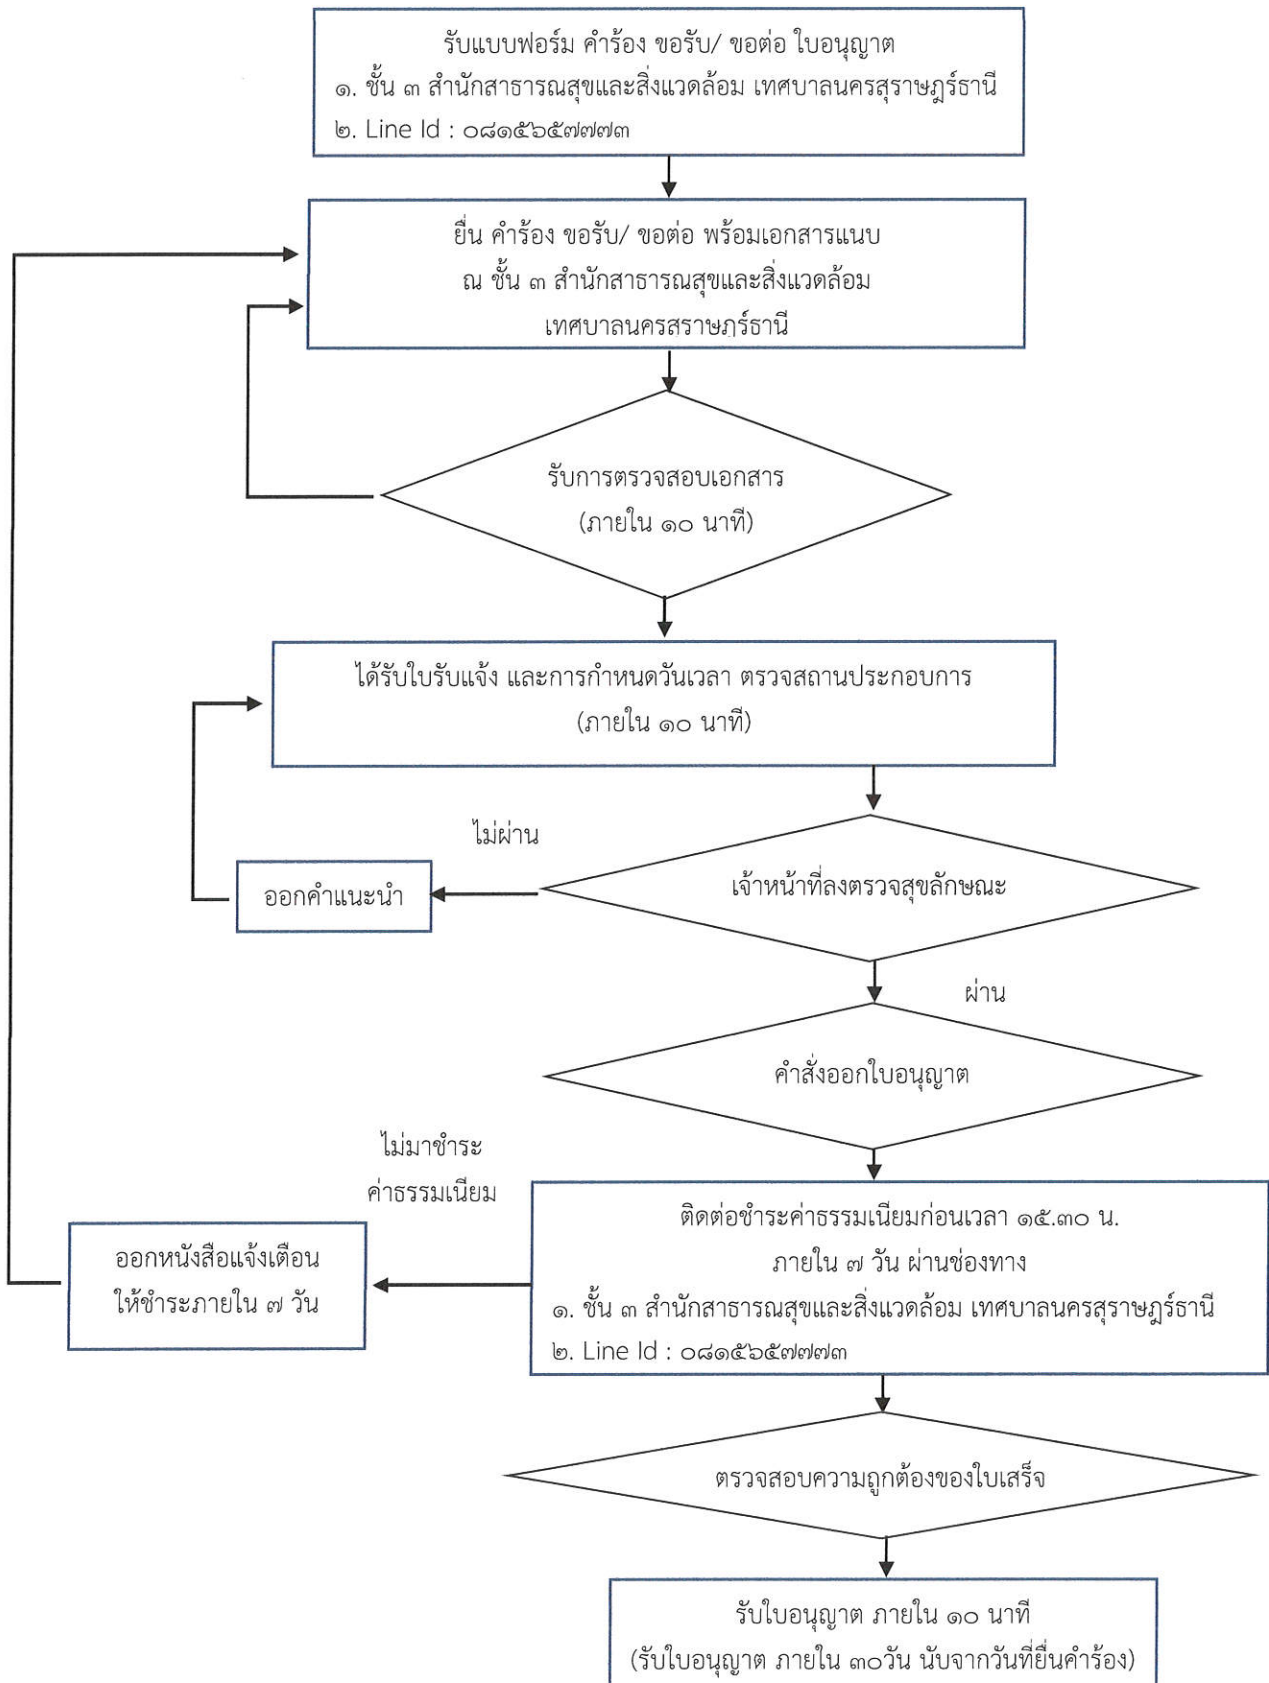 รับแบบฟอร์ม คำร้อง ขอรับ/ ขอต่อ ใบอนุญาต
๑. ชั้น ๓ สำนักสาธารณสุขและสิ่งแวดล้อม เทศบาลนครสุราษฎร์ธานี
๒. Line Id : ๐๘๑๕๖๕๗๗๗๓
ยื่น คำร้อง ขอรับ/ ขอต่อ พร้อมเอกสารแนบ
ณ ชั้น ๓ สำนักสาธารณสุขและสิ่งแวดล้อม
เทศบาลนครสราษภร์ธานี
รับการตรวจสอบเอกสาร
(ภายใน ๑๐ นาที)
ได้รับใบรับแจ้ง และการกำหนดวันเวลา ตรวจสถานประกอบการ
(ภายใน ๑๐ นาที)
ไม่ผ่าน
ออกคำแนะนำ
เจ้าหน้าที่ลงตรวจสุขลักษณะ
ผ่าน
คำสั่งออกใบอนุญาต
ไม่มาชำระ
ค่าธรรมเนียม
ออกหนังสือแจ้งเตือน
ให้ชำระภายใน ๗ วัน
ติดต่อชำระค่าธรรมเนียมก่อนเวลา ๑๕.๓๐ น.
ภายใน ๗ วัน ผ่านช่องทาง
๑. ชั้น ๓ สำนักสาธารณสุขและสิ่งแวดล้อม เทศบาลนครสุราษฎร์ธานี
๒. Line Id : ๐๘๑๕๖๕๗๗๗๓
ตรวจสอบความถูกต้องของใบเสร็จ
รับใบอนุญาต ภายใน ๑๐ นาที
(รับใบอนุญาต ภายใน ๓๐วัน นับจากวันที่ยื่นคำร้อง)